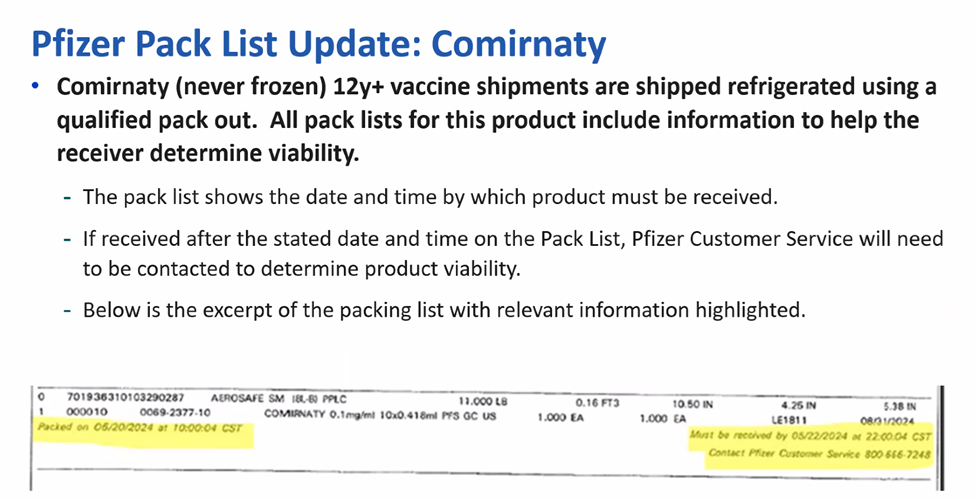 Pfizer Pack List Update: Comirnaty
• Comirnaty (never frozen) 12y+ vaccine shipments are shipped refrigerated using a
qualified pack out. All pack lists for this product include information to help the
receiver determine viability.
- The pack list shows the date and time by which product must be received.
- If received after the stated date and time on the Pack List, Pfizer Customer Service will need
to be contacted to determine product viability.
- Below is the excerpt of the packing list with relevant information highlighted.
0 701936310103290287 AEROSAFE SM (8L-B) PPLC 11.000 LB 0.16 FT3 10.50 IN 4.25 IN 5.38 IN
1 000010 0069-2377-10 COMIRNATY 0.1mg/ml 10x0.418ml PFS GC US 1.000 EA 1.000 EA LE1811 08/31/2024
Packed on 05/20/2024 at 10:00:04 CST
Must be received by 05/22/2024 at 22:00:04 CST
Contact Pfizer Customer Service 800-666-7248